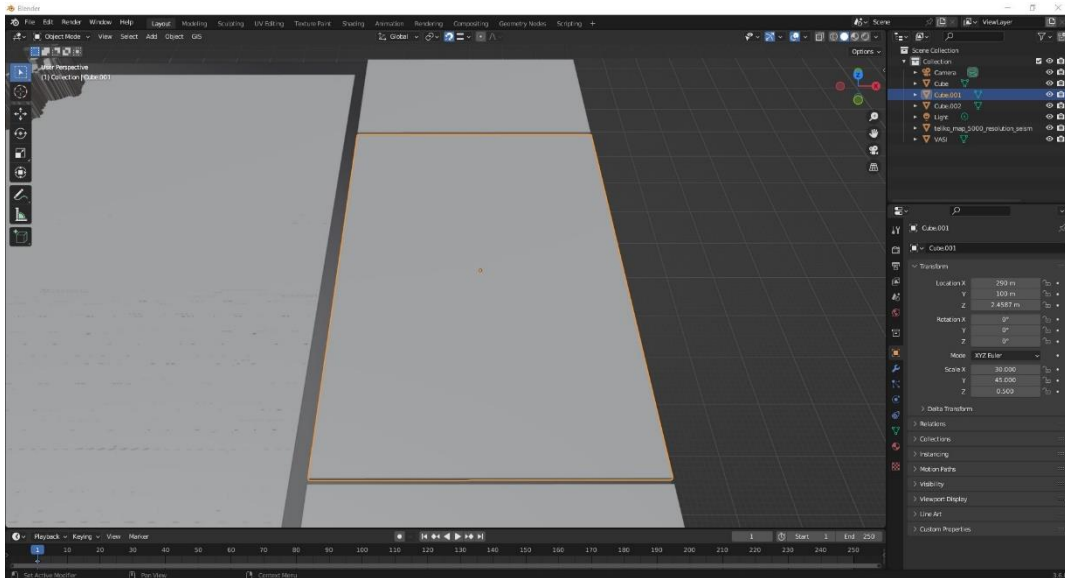 Blender
File Edit Render Window Help Layout Modeling Sculpting UV Editing Texture Paint Shading Animation Rendering Compositing Geometry Nodes Scripting + Scene ViewLayer
Object Mode View Select Add Object GIS Global
Options
User Perspective
(1) Collection | Cube.001
X
Scene Collection
Collection
Camera
Cube
Cube.001
Cube.002
Light
teliko_map_5000_resolution_seism
VASI
Cube.001
Cube.001
Transform
Location X 290 m
Y 100 m
Z 2.4587 m
Rotation X 0°
Y 0°
Z 0°
Mode XYZ Euler
Scale X 30.000
Y 45.000
Z 0.500
Delta Transform
Relations
Collections
Instancing
Motion Paths
Visibility
Viewport Display
Line Art
Custom Properties
Playback Keying View Marker 1 Start 1 End 250
1 10 20 30 40 50 60 70 80 90 100 110 120 130 140 150 160 170 180 190 200 210 220 230 240 250
Set Active Modifier Pan View Context Menu